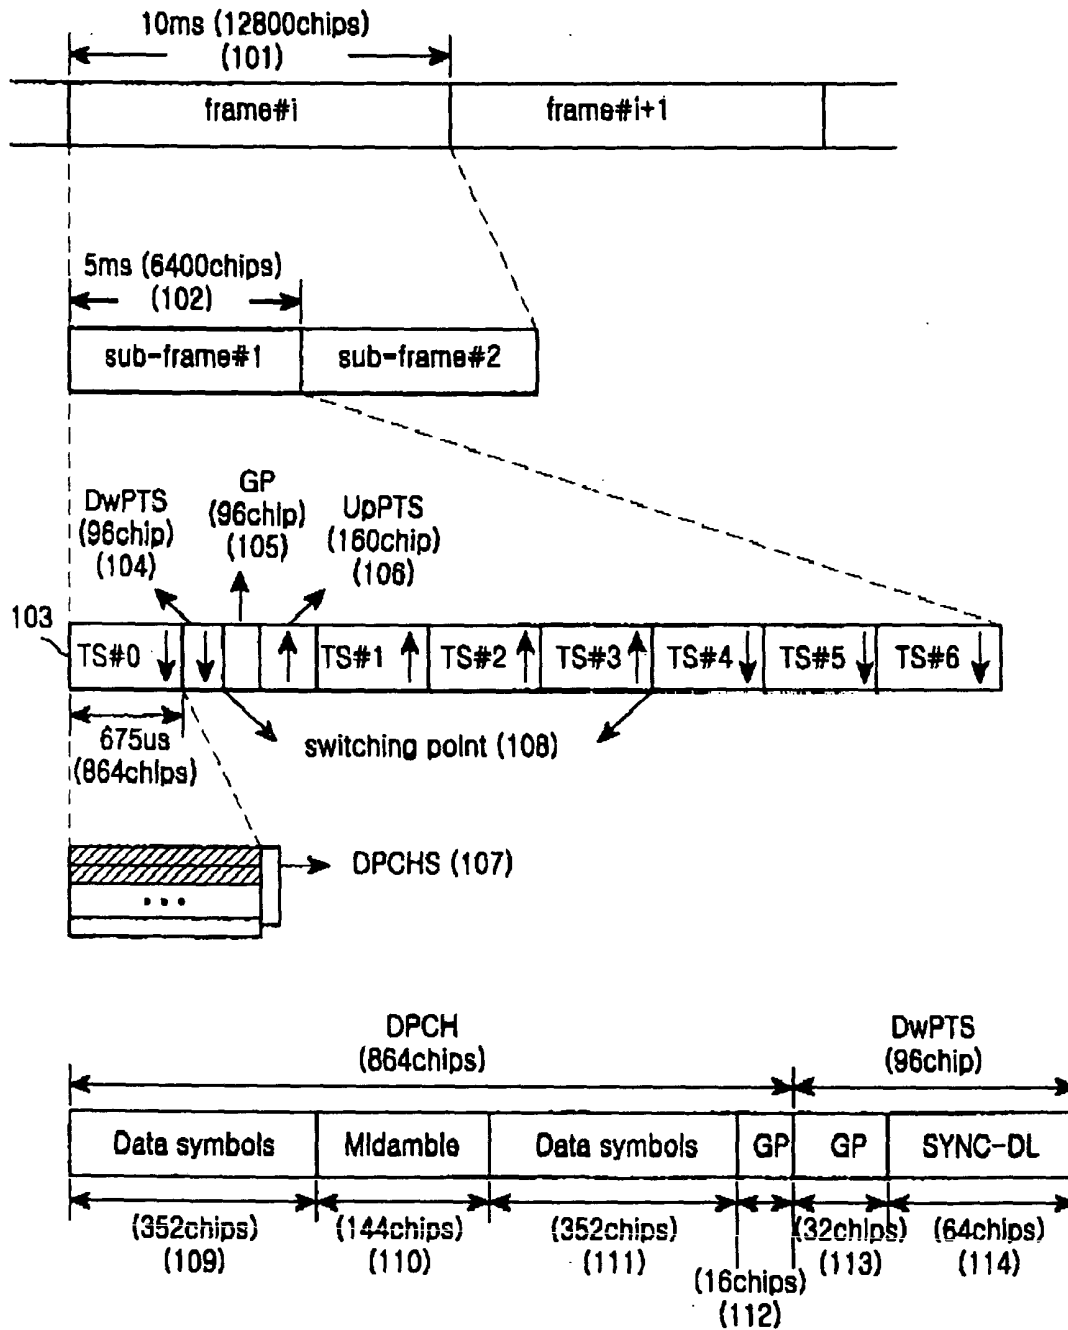 10ms (12800chips)
(101)
frame#i
frame#i+1
5ms (6400chips)
(102)
sub-frame#1
sub-frame#2
DwPTS
(96chip)
(104)
GP
(96chip)
(105)
UpPTS
(160chip)
(106)
103
TS#0
TS#1
TS#2
TS#3
TS#4
TS#5
TS#6
675us
(864chips)
switching point (108)
DPCHS (107)
...
DPCH
(864chips)
DwPTS
(96chip)
Data symbols
Midamble
Data symbols
GP
GP
SYNC-DL
(352chips)
(109)
(144chips)
(110)
(352chips)
(111)
(16chips)
(112)
(32chips)
(113)
(64chips)
(114)